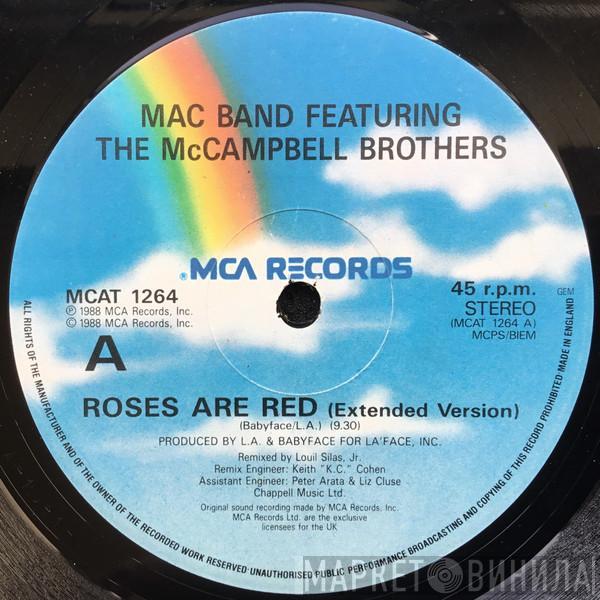 MAC BAND FEATURING
THE McCAMPBELL BROTHERS
®MCA RECORDS
MCAT 1264
Ⓟ 1988 MCA Records, Inc.
© 1988 MCA Records, Inc.
A
45 r.p.m.
STEREO
(MCAT 1264 A)
MCPS/BIEM
GEM
ROSES ARE RED (Extended Version)
(Babyface/L.A.) (9.30)
PRODUCED BY L.A. & BABYFACE FOR LA'FACE, INC.
Remixed by Louil Silas, Jr.
Remix Engineer: Keith "K.C." Cohen
Assistant Engineer: Peter Arata & Liz Cluse
Chappell Music Ltd.
Original sound recording made by MCA Records, Inc.
MCA Records Ltd. are the exclusive
licensees for the UK
ALL RIGHTS OF THE MANUFACTURER AND OF THE OWNER OF THE RECORDED WORK RESERVED·UNAUTHORISED PUBLIC PERFORMANCE BROADCASTING AND COPYING OF THIS RECORD PROHIBITED MADE IN ENGLAND
МАРКЕТ ВИНИЛА